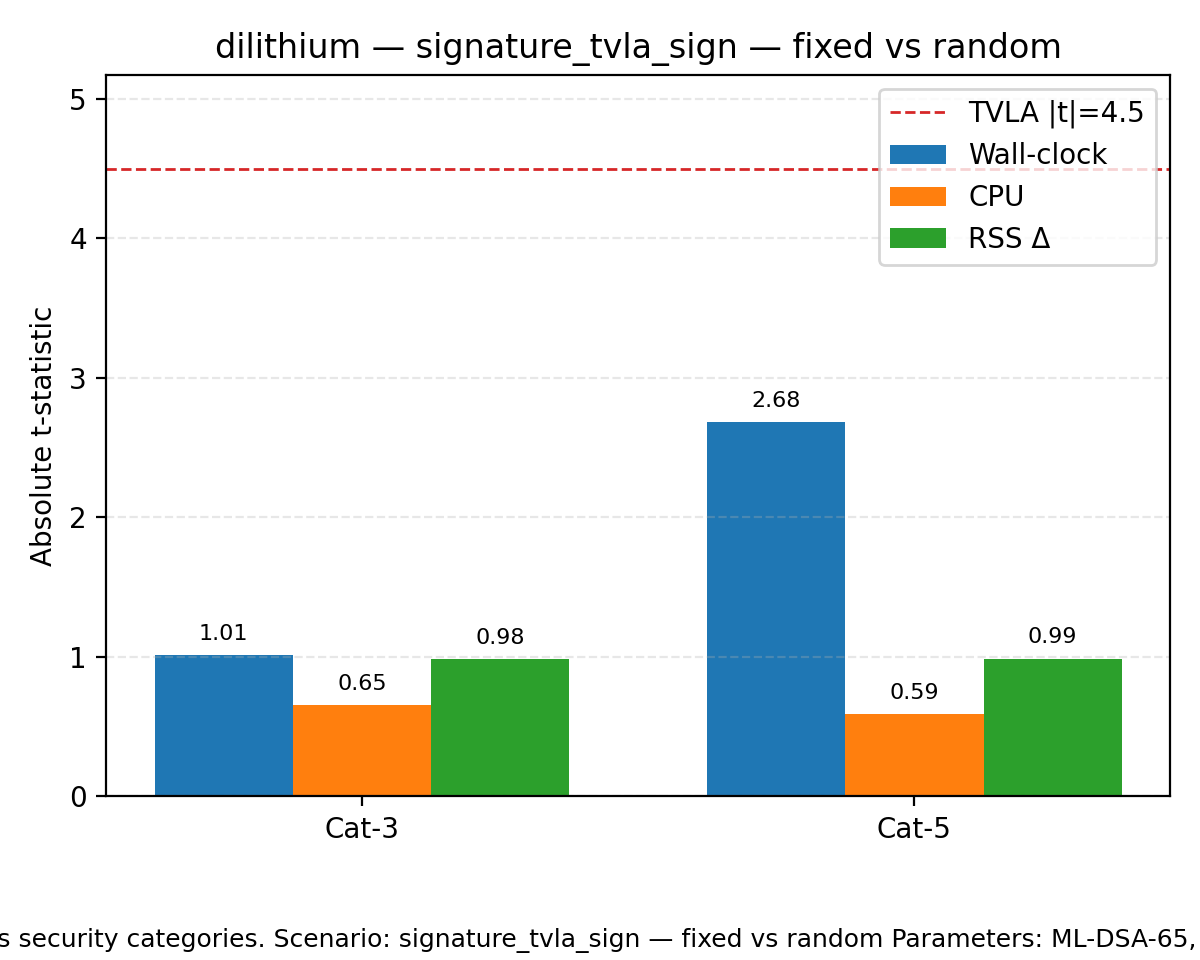 dilithium — signature_tvla_sign — fixed vs random
5
4
3
2
1
0
Absolute t-statistic
TVLA |t|=4.5
Wall-clock
CPU
RSS Δ
1.01
0.65
0.98
2.68
0.59
0.99
Cat-3
Cat-5
s security categories. Scenario: signature_tvla_sign — fixed vs random Parameters: ML-DSA-65,